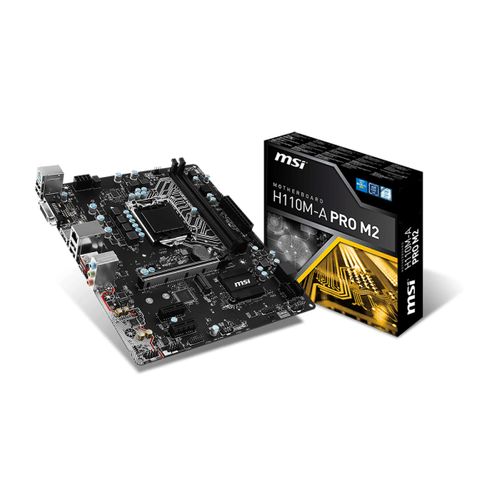 msi
MOTHERBOARD
H110M-A PRO M2
H110M-A
PRO M2
msi
msi